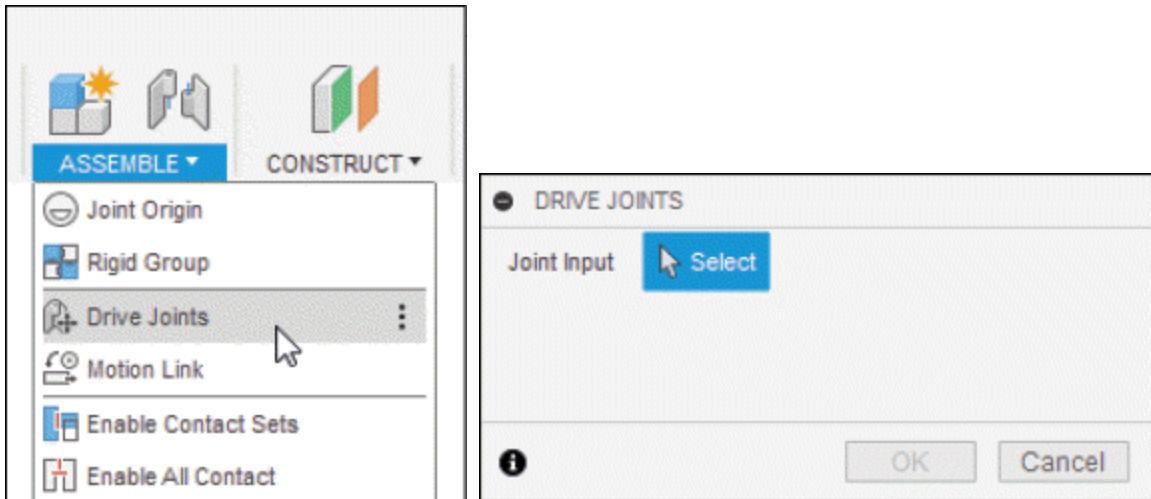 ASSEMBLE
CONSTRUCT
Joint Origin
Rigid Group
Drive Joints
Motion Link
Enable Contact Sets
Enable All Contact
DRIVE JOINTS
Joint Input
Select
OK
Cancel